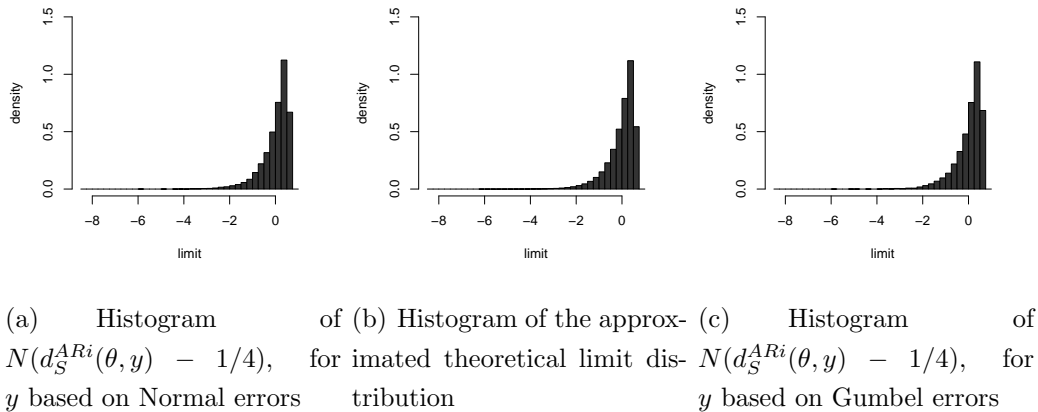 1.5
1.0
density
0.5
0.0
−8 −6 −4 −2 0
limit
1.5
1.0
density
0.5
0.0
−8 −6 −4 −2 0
limit
1.5
1.0
density
0.5
0.0
−8 −6 −4 −2 0
limit
(a) Histogram of
N(d_S^{ARi}(θ, y) − 1/4), for
y based on Normal errors
(b) Histogram of the approx-
imated theoretical limit dis-
tribution
(c) Histogram of
N(d_S^{ARi}(θ, y) − 1/4), for
y based on Gumbel errors